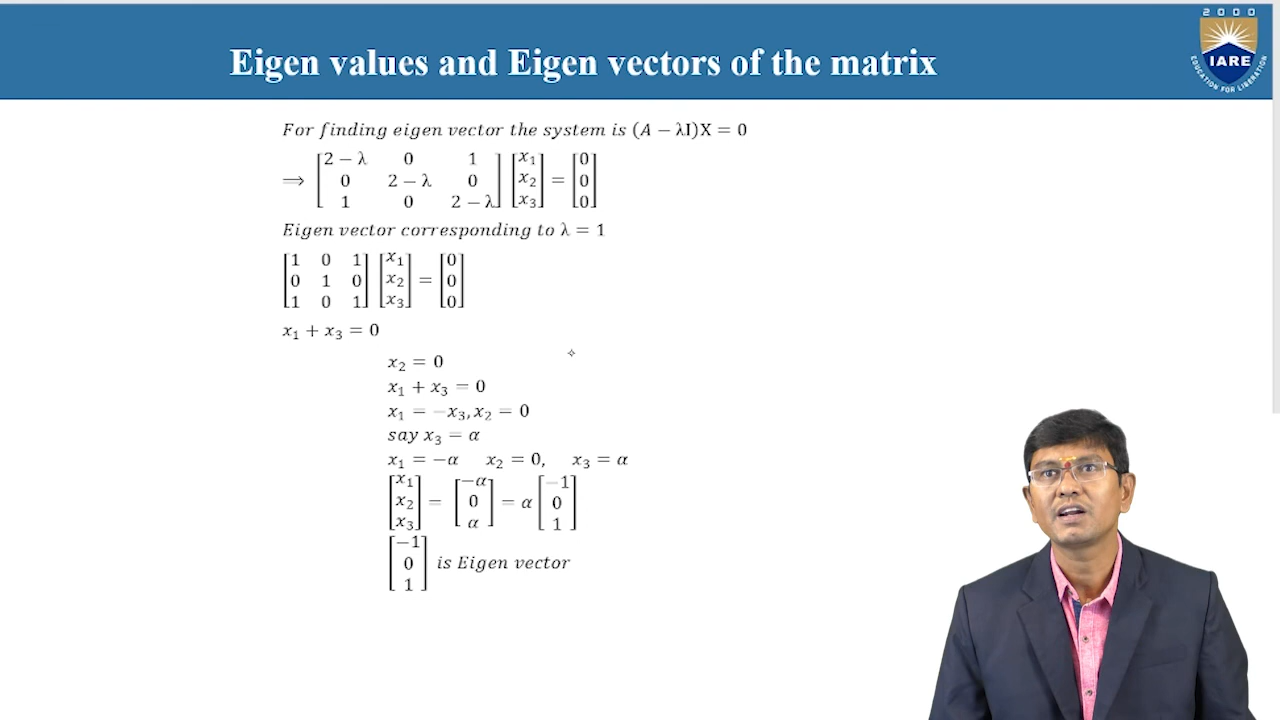 2000
IARE
EDUCATION FOR LIBERATION
Eigen values and Eigen vectors of the matrix
For finding eigen vector the system is (A − λI)X = 0
⟹ [2 − λ 0 1; 0 2 − λ 0; 1 0 2 − λ] [x₁; x₂; x₃] = [0; 0; 0]
Eigen vector corresponding to λ = 1
[1 0 1; 0 1 0; 1 0 1] [x₁; x₂; x₃] = [0; 0; 0]
x₁ + x₃ = 0
x₂ = 0
x₁ + x₃ = 0
x₁ = −x₃, x₂ = 0
say x₃ = α
x₁ = −α x₂ = 0, x₃ = α
[x₁; x₂; x₃] = [−α; 0; α] = α [−1; 0; 1]
[−1; 0; 1] is Eigen vector